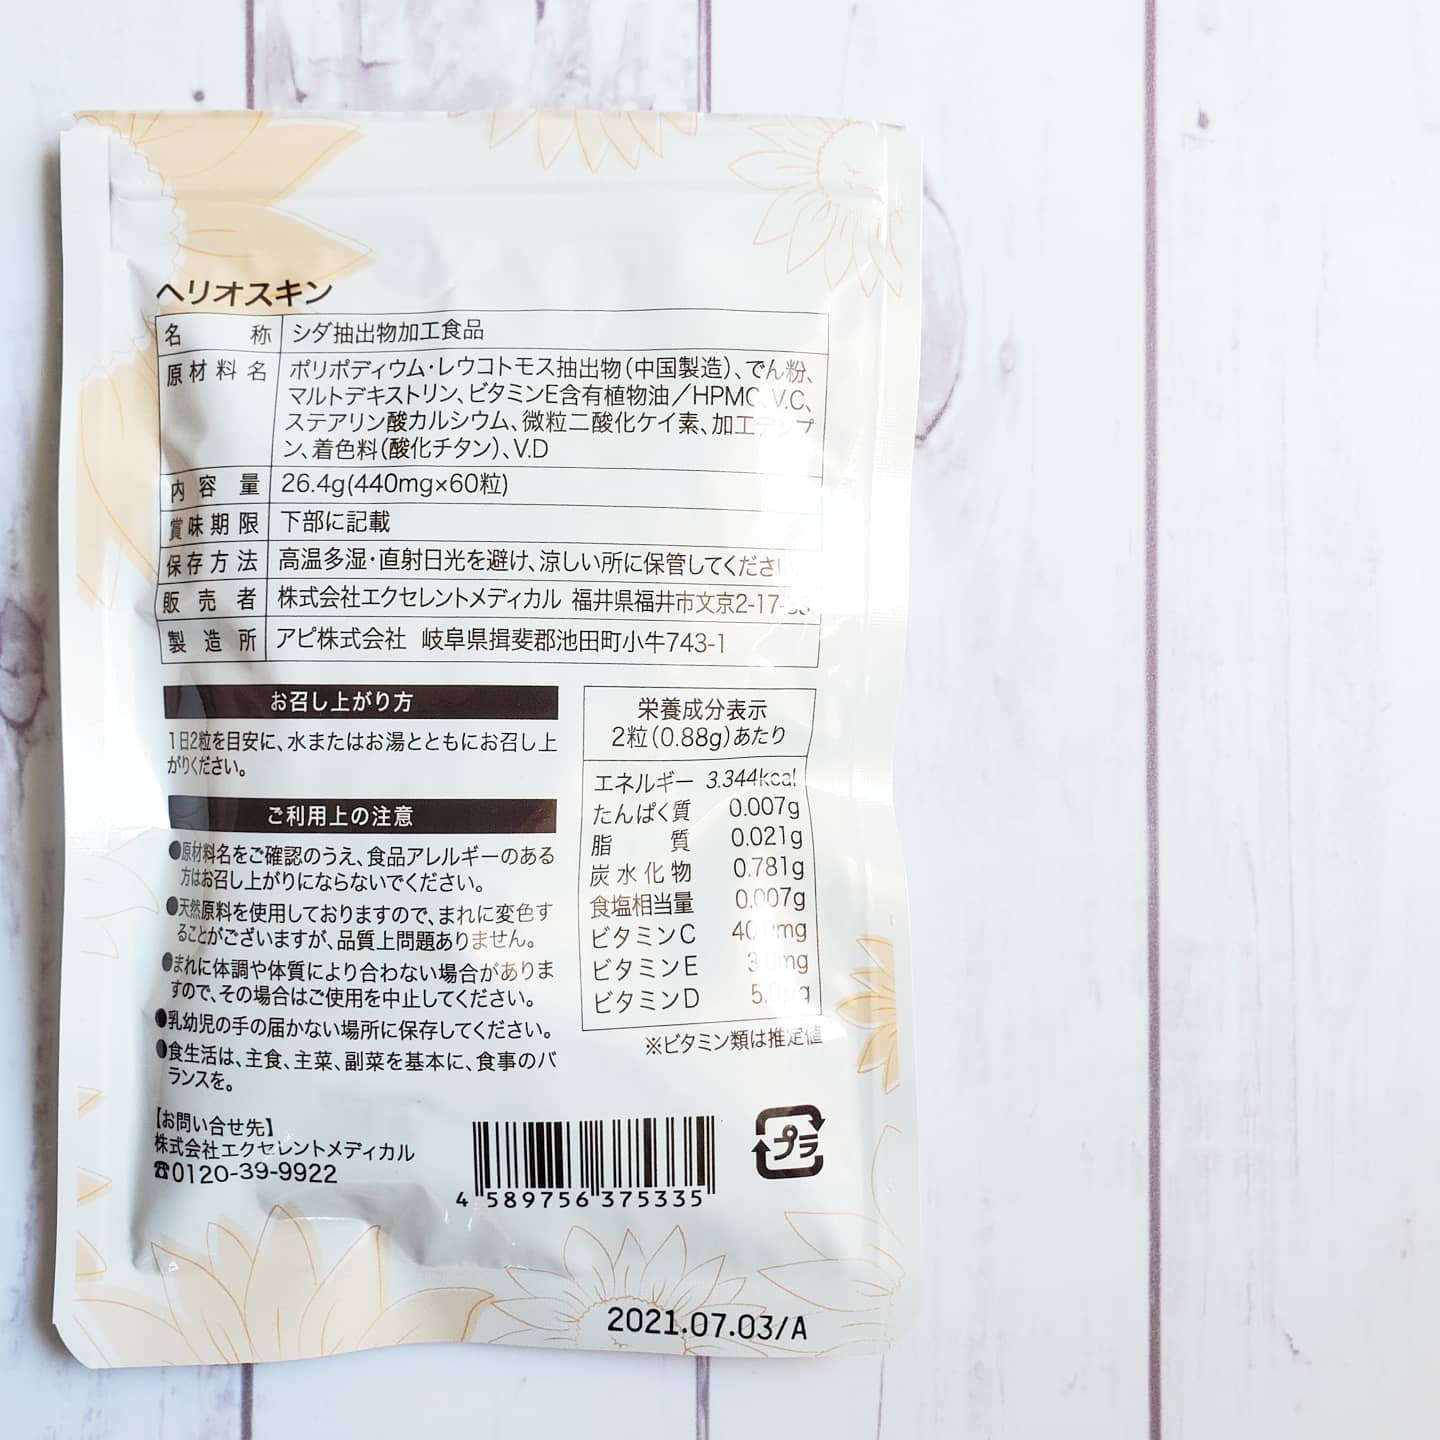 ヘリオスキン
名称 シダ抽出物加工食品
原材料名 ポリポディウム・レウコトモス抽出物(中国製造)、でん粉、
マルトデキストリン、ビタミンE含有植物油/HPMC、V.C、
ステアリン酸カルシウム、微粒二酸化ケイ素、加工デンプ
ン、着色料(酸化チタン)、V.D
内容量 26.4g(440mg×60粒)
賞味期限 下部に記載
保存方法 高温多湿・直射日光を避け、涼しい所に保管してください
販売者 株式会社エクセレントメディカル 福井県福井市文京
製造所 アピ株式会社 岐阜県揖斐郡池田町小牛743-1
お召し上がり方
1日2粒を目安に、水またはお湯とともにお召し上
がりください。
ご利用上の注意
●原材料名をご確認のうえ、食品アレルギーのある
方はお召し上がりにならないでください。
●天然原料を使用しておりますので、まれに変色す
ることがございますが、品質上問題ありません。
●まれに体調や体質により合わない場合がありま
すので、その場合はご使用を中止してください。
●乳幼児の手の届かない場所に保存してください。
●食生活は、主食、主菜、副菜を基本に、食事のバ
ランスを。
栄養成分表示
2粒(0.88g)あたり
エネルギー 3.344kcal
たんぱく質 0.007g
脂質 0.021g
炭水化物 0.781g
食塩相当量 0.007g
ビタミンC
ビタミンE
ビタミンD
※ビタミン類は推定値
【お問い合せ先】
株式会社エクセレントメディカル
☎0120-39-9922
4 589756 375335
プラ
2021.07.03/A